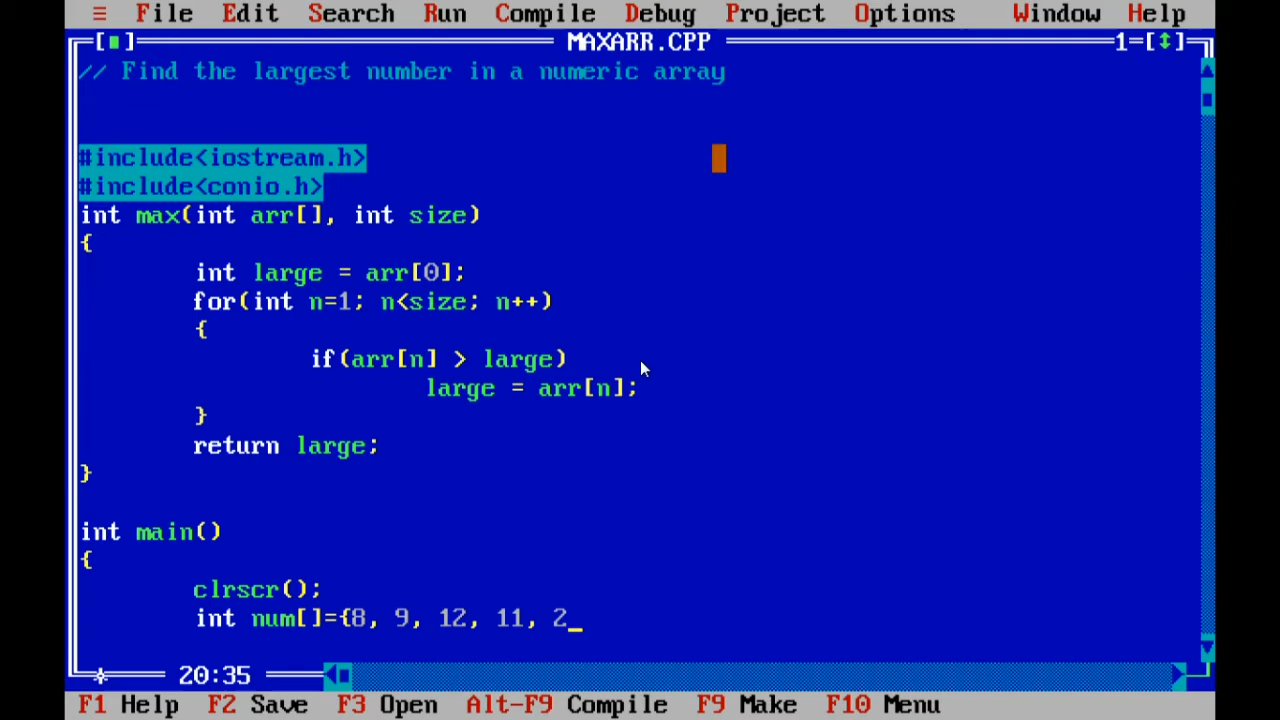 ≡ File Edit Search Run Compile Debug Project Options Window Help
[■] MAXARR.CPP 1=[↕]
// Find the largest number in a numeric array
#include<iostream.h>
#include<conio.h>
int max(int arr[], int size)
{
int large = arr[0];
for(int n=1; n<size; n++)
{
if(arr[n] > large)
large = arr[n];
}
return large;
}
int main()
{
clrscr();
int num[]={8, 9, 12, 11, 2_
20:35
F1 Help F2 Save F3 Open Alt-F9 Compile F9 Make F10 Menu